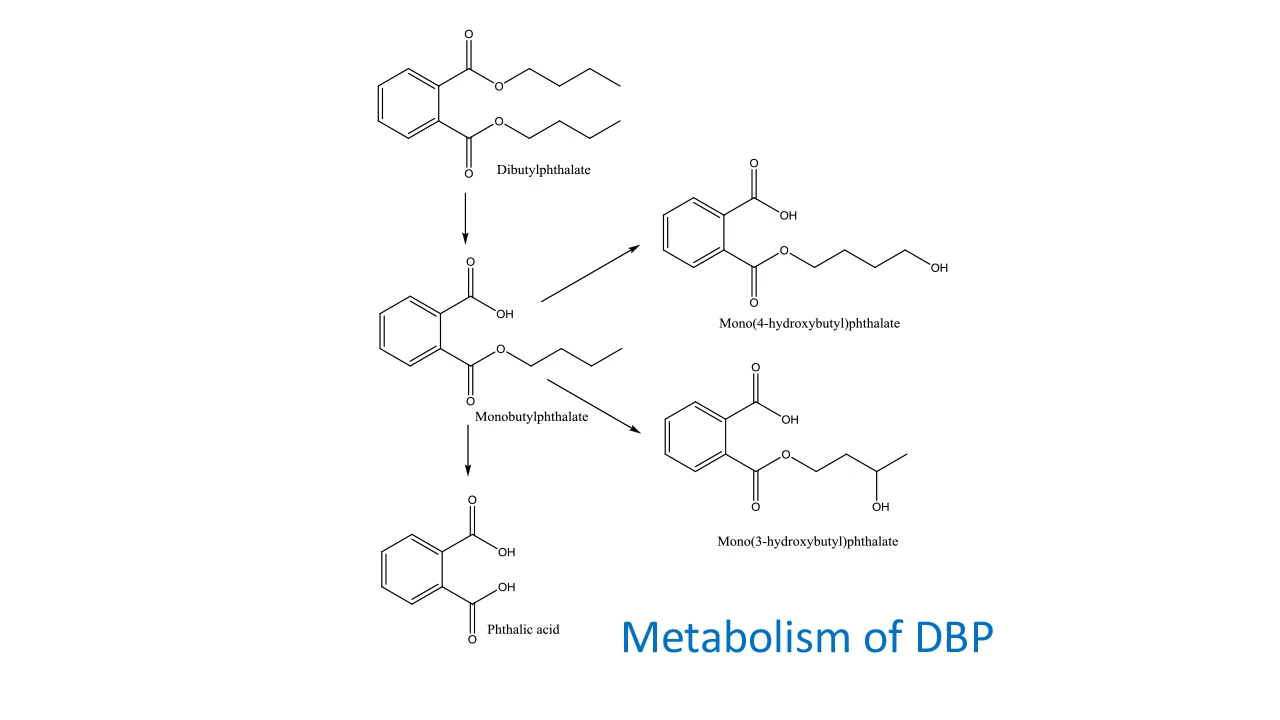 O
O
O
O
Dibutylphthalate
O
OH
O
O
Monobutylphthalate
O
OH
O
O
OH
Mono(4-hydroxybutyl)phthalate
O
OH
O
O
OH
Mono(3-hydroxybutyl)phthalate
O
OH
OH
O
Phthalic acid
Metabolism of DBP